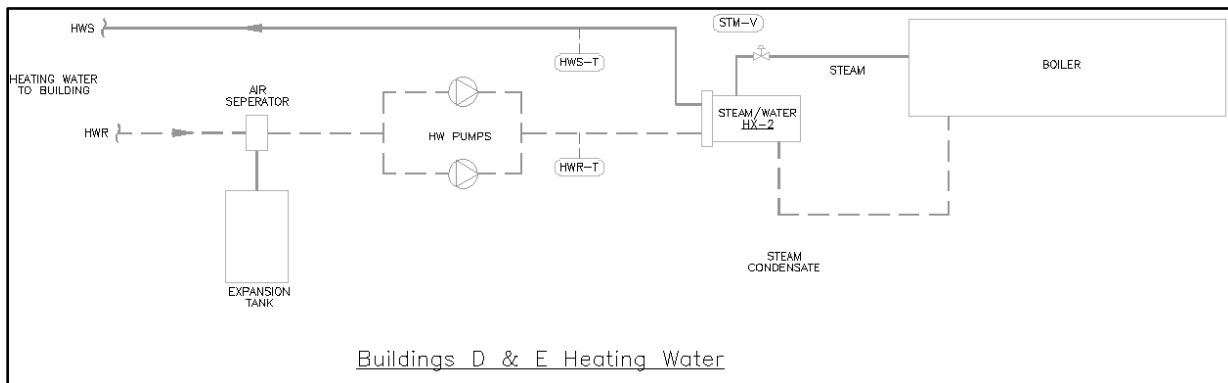 HWS
STM-V
HWS-T
STEAM
BOILER
HEATING WATER
TO BUILDING
AIR
SEPERATOR
STEAM/WATER
HX-2
HWR
HW PUMPS
HWR-T
EXPANSION
TANK
STEAM
CONDENSATE
Buildings D & E Heating Water